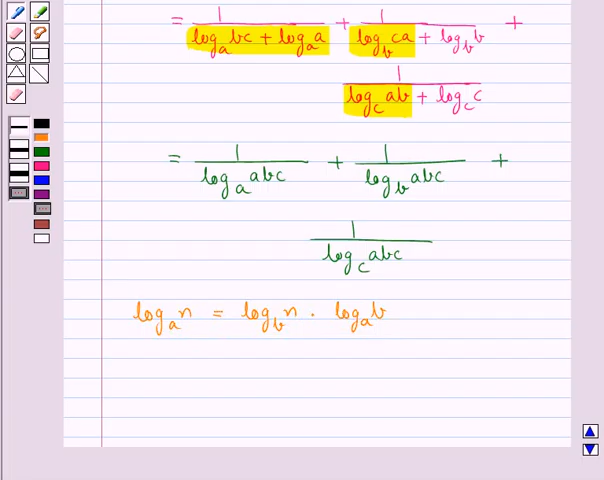 = 1/(log_a bc + log_a a) + 1/(log_b ca + log_b b) +
1/(log_c ab + log_c c)
= 1/(log_a abc) + 1/(log_b abc) +
1/(log_c abc)
log_a n = log_b n . log_a b